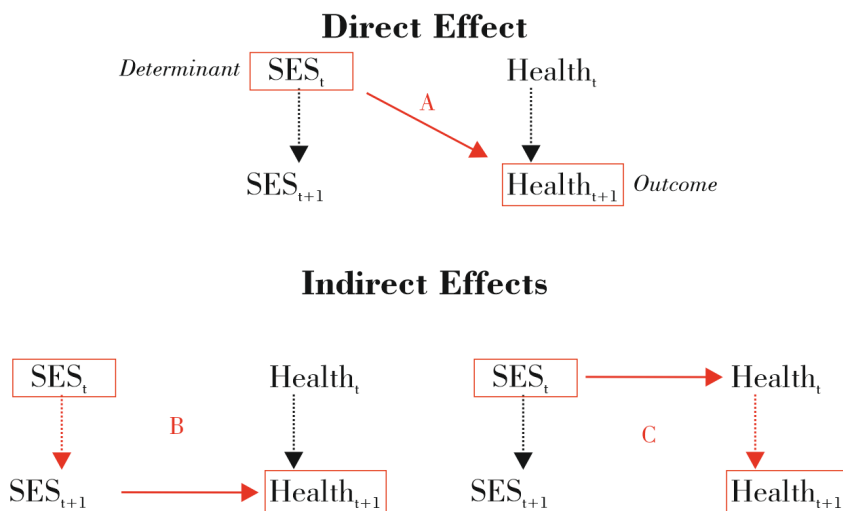 Direct Effect
Determinant SESₜ Healthₜ
A
SESₜ₊₁ Healthₜ₊₁ Outcome
Indirect Effects
SESₜ Healthₜ SESₜ Healthₜ
B C
SESₜ₊₁ Healthₜ₊₁ SESₜ₊₁ Healthₜ₊₁